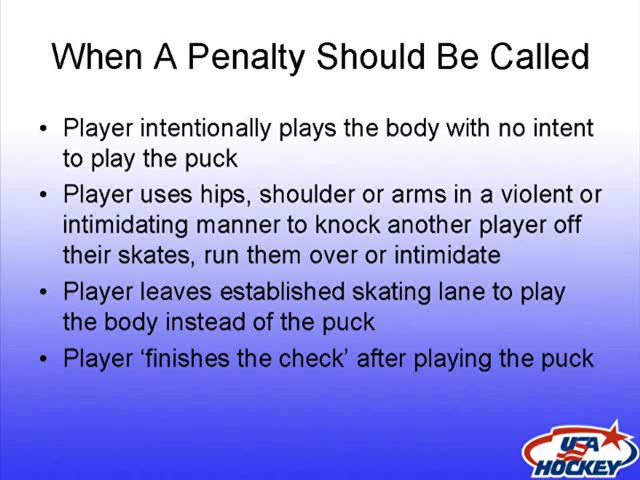 When A Penalty Should Be Called
• Player intentionally plays the body with no intent
to play the puck
• Player uses hips, shoulder or arms in a violent or
intimidating manner to knock another player off
their skates, run them over or intimidate
• Player leaves established skating lane to play
the body instead of the puck
• Player ‘finishes the check’ after playing the puck
USA
HOCKEY